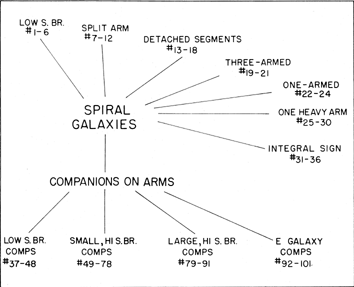 LOW S. BR.
#1-6
SPLIT ARM
#7-12
DETACHED SEGMENTS
#13-18
THREE-ARMED
#19-21
ONE-ARMED
#22-24
ONE HEAVY ARM
#25-30
INTEGRAL SIGN
#31-36
SPIRAL
GALAXIES
COMPANIONS ON ARMS
LOW S. BR.
COMPS
#37-48
SMALL, HI S. BR.
COMPS
#49-78
LARGE, HI S. BR.
COMPS
#79-91
E GALAXY
COMPS
#92-101